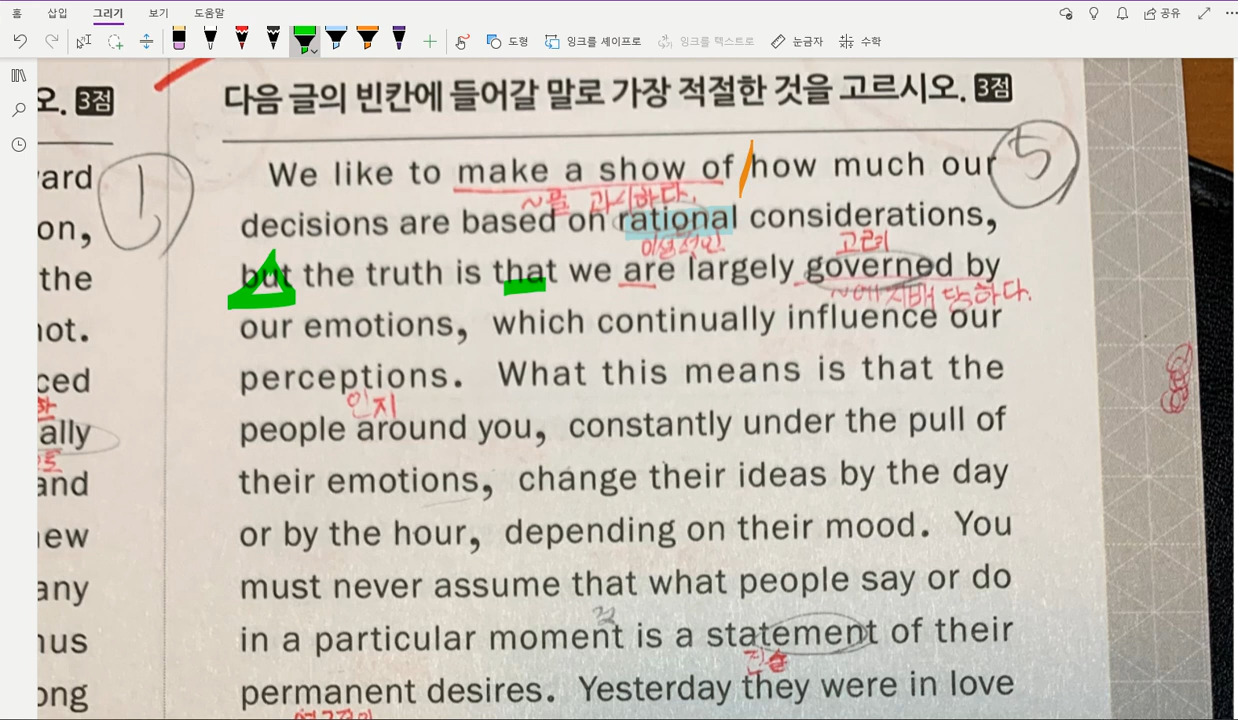 홈 삽입 그리기 보기 도움말
공유
도형 잉크를 셰이프로 잉크를 텍스트로 눈금자 수학
오. 3점
ard
on,
the
not.
ced
ally
and
ew
any
nus
ong
1
다음 글의 빈칸에 들어갈 말로 가장 적절한 것을 고르시오. 3점
5
We like to make a show of how much our
~을 과시하다.
decisions are based on rational considerations,
이성적인 고려
but the truth is that we are largely governed by
~에 지배 당하다.
our emotions, which continually influence our
perceptions. What this means is that the
인지
people around you, constantly under the pull of
their emotions, change their ideas by the day
or by the hour, depending on their mood. You
must never assume that what people say or do
것
in a particular moment is a statement of their
진술
permanent desires. Yesterday they were in love